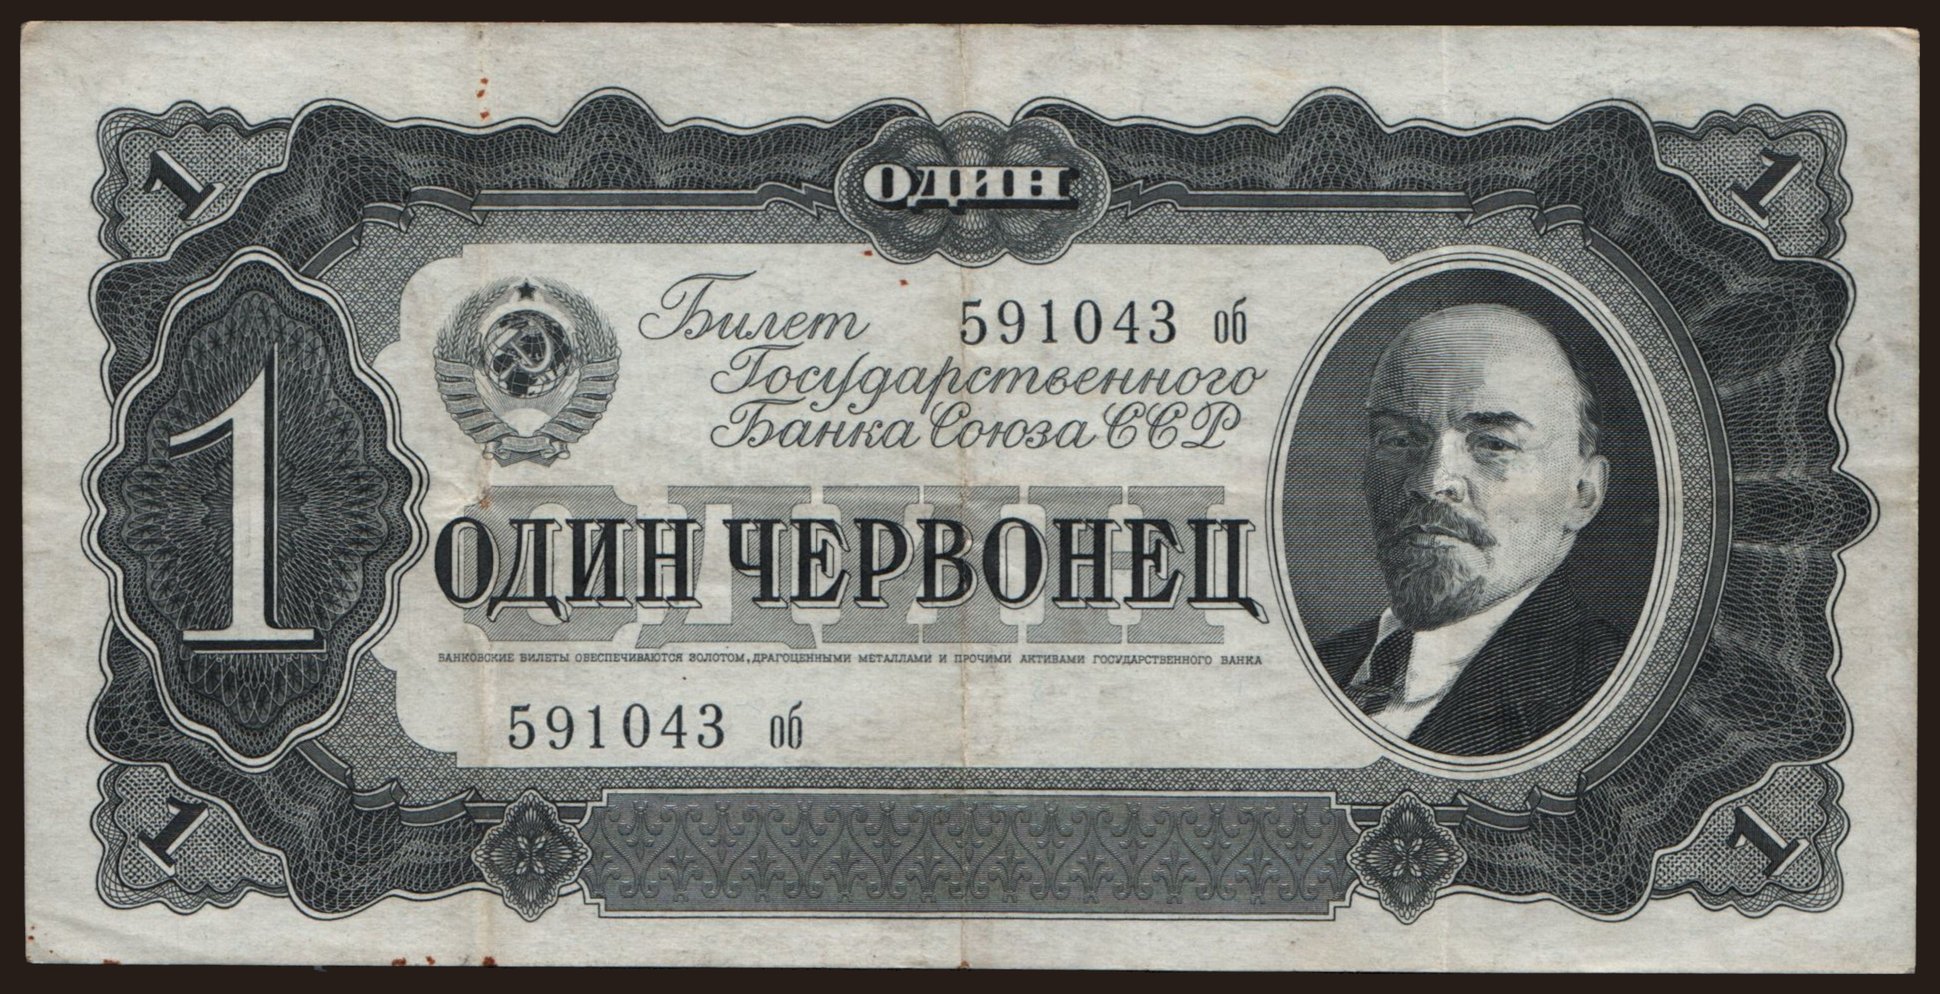 1
ОДИН
1
Билет 591043 об
Государственного
Банка Союза ССР
1
ОДИН
ОДИН ЧЕРВОНЕЦ
БАНКОВСКИЕ БИЛЕТЫ ОБЕСПЕЧИВАЮТСЯ ЗОЛОТОМ, ДРАГОЦЕННЫМИ МЕТАЛЛАМИ И ПРОЧИМИ АКТИВАМИ ГОСУДАРСТВЕННОГО БАНКА
591043 об
1
1